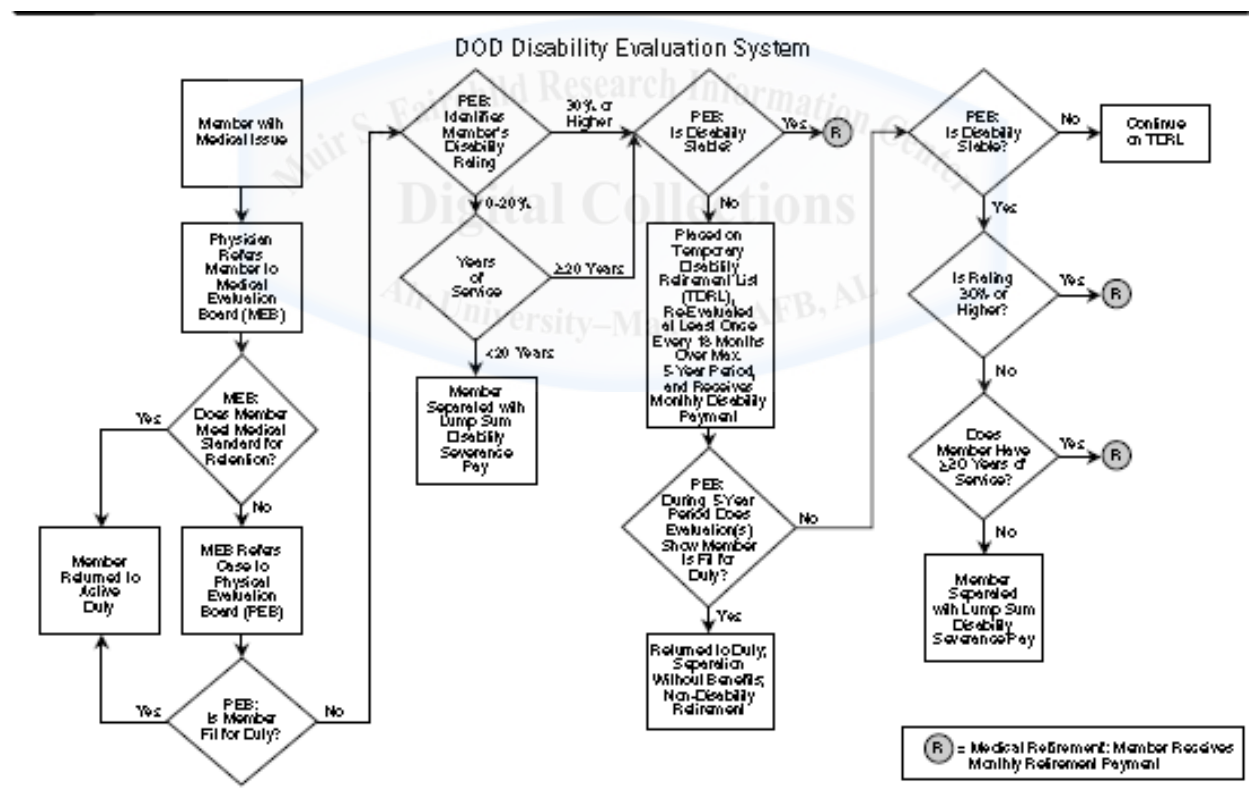 DOD Disability Evaluation System
Member with
Medical Issue
Physician
Refers
Member to
Medical
Evaluation
Board (MEB)
MEB:
Does Member
Meet Medical
Standard for
Retention?
Yes
No
Member
Returned to
Active
Duty
MEB Refers
Case to
Physical
Evaluation
Board (PEB)
PEB:
Is Member
Fit for Duty?
Yes
No
PEB:
Identifies
Member's
Disability
Rating
30% or
Higher
0-20%
Years
of
Service
≥20 Years
<20 Years
Member
Separated with
Lump Sum
Disability
Severance
Pay
PEB:
Is Disability
Stable?
Yes
R
No
Placed on
Temporary
Disability
Retirement List
(TDRL),
Re-Evaluated
at Least Once
Every 18 Months
Over Max.
5-Year Period,
and Receives
Monthly Disability
Payment
PEB:
During 5-Year
Period Does
Evaluation(s)
Show Member
Is Fit for
Duty?
No
Yes
Returned to Duty;
Separation
Without Benefits;
Non-Disability
Retirement
PEB:
Is Disability
Stable?
No
Continue
on TDRL
Yes
Is Rating
30% or
Higher?
Yes
R
No
Does
Member Have
≥20 Years of
Service?
Yes
R
No
Member
Separated
with Lump Sum
Disability
Severance Pay
R = Medical Retirement: Member Receives
Monthly Retirement Payment
Muir S. Fairchild Research Information Center
Digital Collections